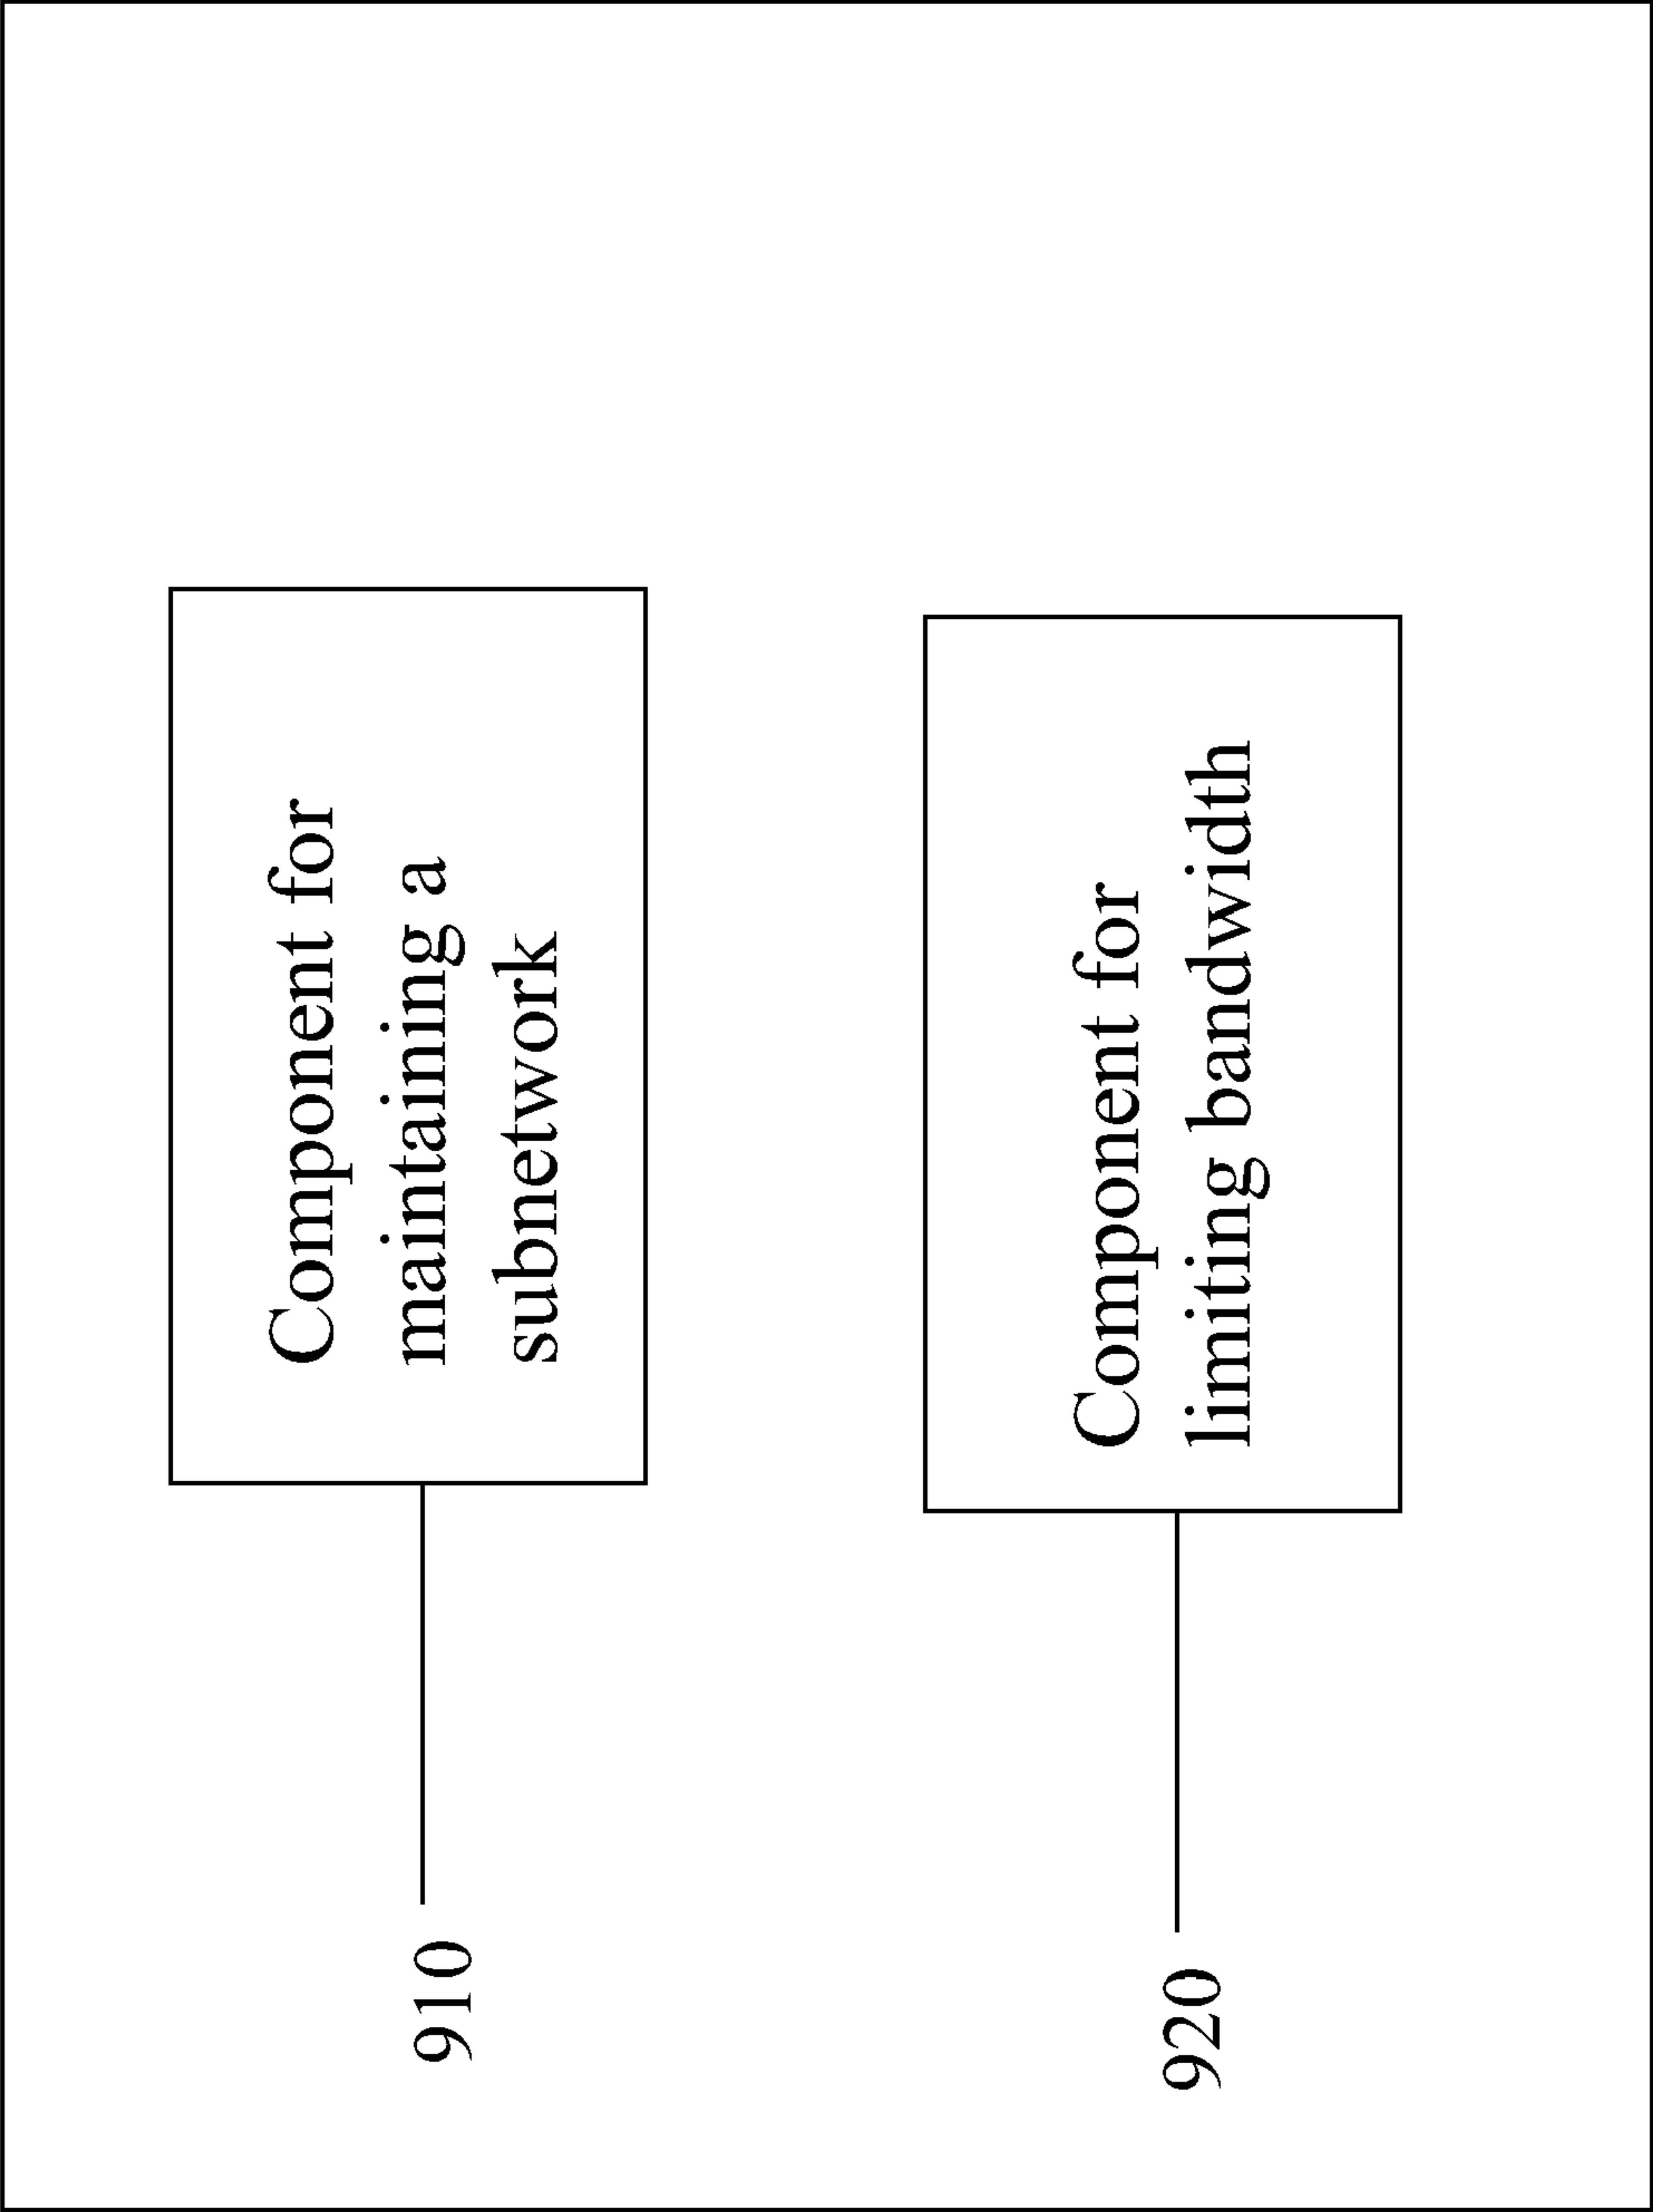 910
Component for
maintaining a
subnetwork
920
Component for
limiting bandwidth